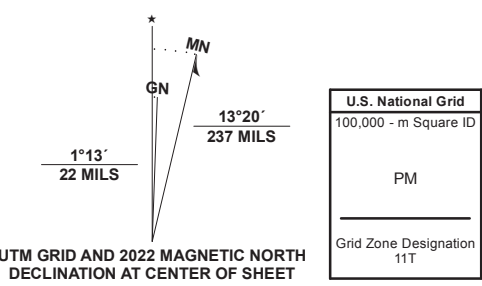 ★
MN
GN
13°20´
237 MILS
1°13´
22 MILS
UTM GRID AND 2022 MAGNETIC NORTH
DECLINATION AT CENTER OF SHEET
U.S. National Grid
100,000 - m Square ID
PM
Grid Zone Designation
11T